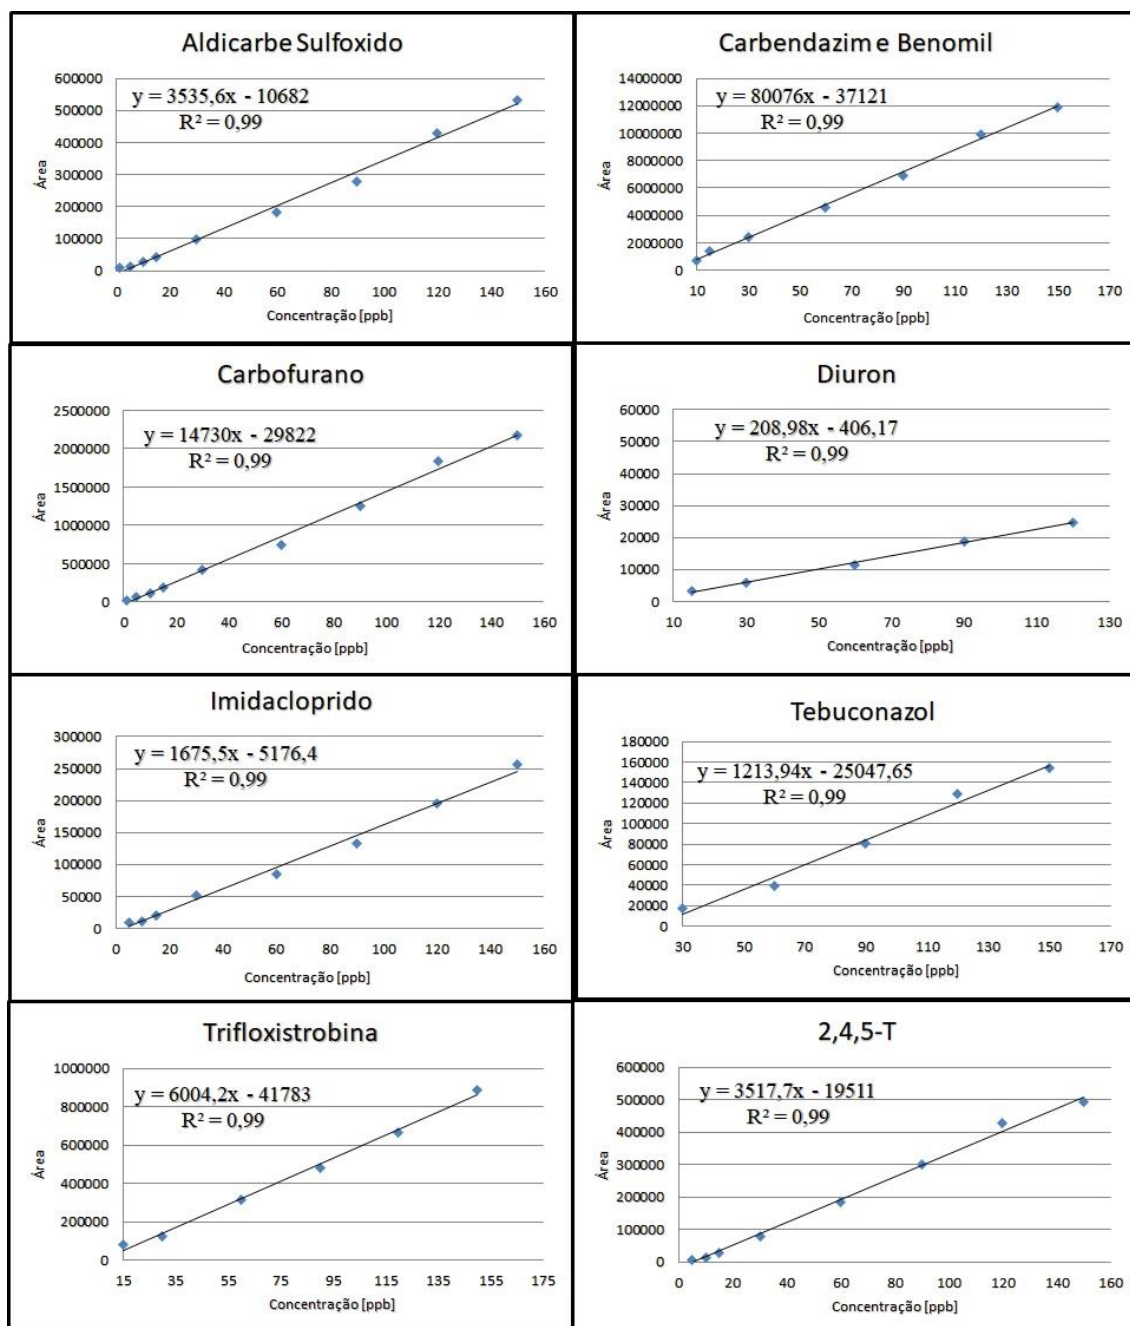 Aldicarbe Sulfoxido
600000
500000
400000
300000
200000
100000
0
Área
y = 3535,6x - 10682
R² = 0,99
0 20 40 60 80 100 120 140 160
Concentração [ppb]
Carbendazim e Benomil
14000000
12000000
10000000
8000000
6000000
4000000
2000000
0
Área
y = 80076x - 37121
R² = 0,99
10 30 50 70 90 110 130 150 170
Concentração [ppb]
Carbofurano
2500000
2000000
1500000
1000000
500000
0
Área
y = 14730x - 29822
R² = 0,99
0 20 40 60 80 100 120 140 160
Concentração [ppb]
Diuron
60000
50000
40000
30000
20000
10000
0
Área
y = 208,98x - 406,17
R² = 0,99
10 30 50 70 90 110 130
Concentração [ppb]
Imidacloprido
300000
250000
200000
150000
100000
50000
0
Área
y = 1675,5x - 5176,4
R² = 0,99
0 20 40 60 80 100 120 140 160
Concentração [ppb]
Tebuconazol
180000
160000
140000
120000
100000
80000
60000
40000
20000
0
Área
y = 1213,94x - 25047,65
R² = 0,99
30 50 70 90 110 130 150 170
Concentração [ppb]
Trifloxistrobina
1000000
800000
600000
400000
200000
0
Área
y = 6004,2x - 41783
R² = 0,99
15 35 55 75 95 115 135 155 175
Concentração [ppb]
2,4,5-T
600000
500000
400000
300000
200000
100000
0
Área
y = 3517,7x - 19511
R² = 0,99
0 20 40 60 80 100 120 140 160
Concentração [ppb]